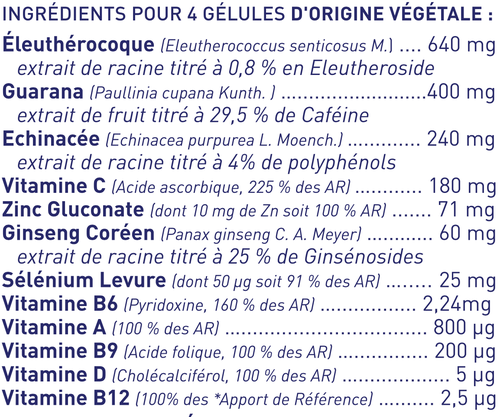 INGRÉDIENTS POUR 4 GÉLULES D'ORIGINE VÉGÉTALE :
Éleuthérocoque (Eleutherococcus senticosus M.) .... 640 mg
extrait de racine titré à 0,8 % en Eleutheroside
Guarana (Paullinia cupana Kunth. ) ..........................400 mg
extrait de fruit titré à 29,5 % de Caféine
Echinacée (Echinacea purpurea L. Moench.) ............. 240 mg
extrait de racine titré à 4% de polyphénols
Vitamine C (Acide ascorbique, 225 % des AR) ............ 180 mg
Zinc Gluconate (dont 10 mg de Zn soit 100 % AR) ....... 71 mg
Ginseng Coréen (Panax ginseng C. A. Meyer) ............ 60 mg
extrait de racine titré à 25 % de Ginsénosides
Sélénium Levure (dont 50 µg soit 91 % des AR) ........ 25 mg
Vitamine B6 (Pyridoxine, 160 % des AR) ................. 2,24mg
Vitamine A (100 % des AR) ..................................... 800 µg
Vitamine B9 (Acide folique, 100 % des AR) ................ 200 µg
Vitamine D (Cholécalciférol, 100 % des AR) .................... 5 µg
Vitamine B12 (100% des *Apport de Référence) .......... 2,5 µg